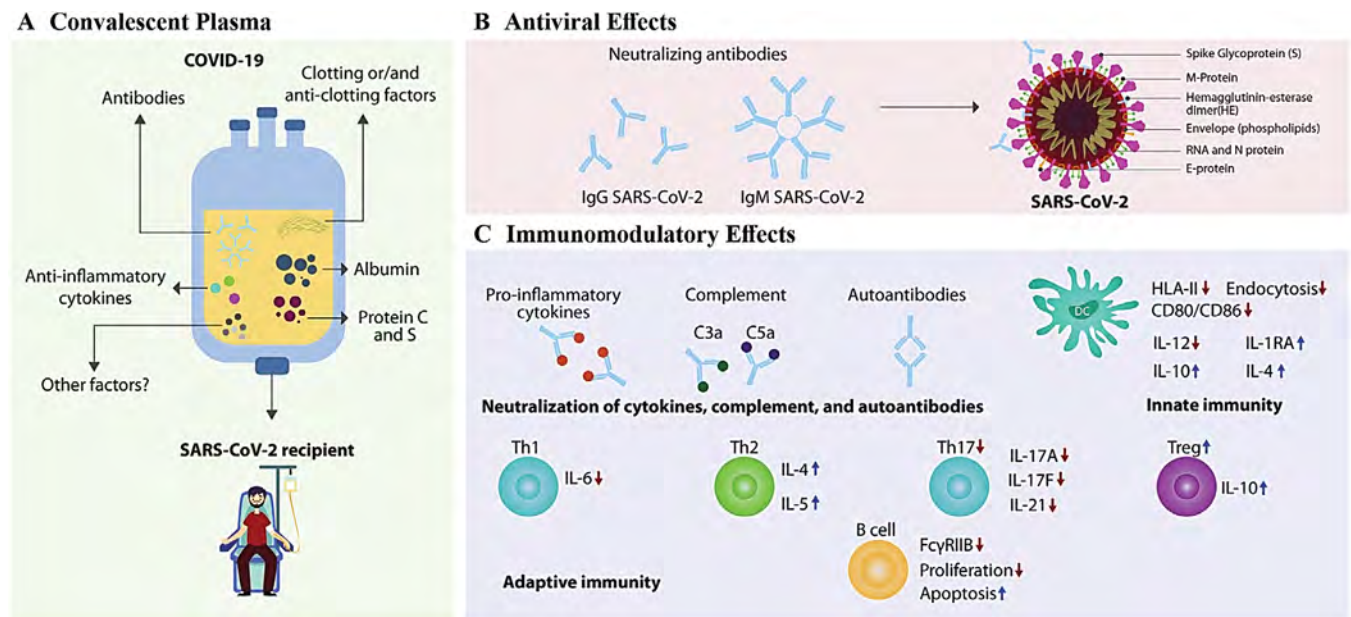 A Convalescent Plasma
COVID-19
Antibodies
Clotting or/and
anti-clotting factors
Anti-inflammatory
cytokines
Albumin
Protein C
and S
Other factors?
SARS-CoV-2 recipient
B Antiviral Effects
Neutralizing antibodies
IgG SARS-CoV-2
IgM SARS-CoV-2
Spike Glycoprotein (S)
M-Protein
Hemagglutinin-esterase
dimer(HE)
Envelope (phospholipids)
RNA and N protein
E-protein
SARS-CoV-2
C Immunomodulatory Effects
Pro-inflammatory
cytokines
Complement
C3a C5a
Autoantibodies
DC
HLA-II↓ Endocytosis↓
CD80/CD86↓
IL-12↓ IL-1RA↑
IL-10↑ IL-4↑
Neutralization of cytokines, complement, and autoantibodies
Innate immunity
Th1
IL-6↓
Th2
IL-4↑
IL-5↑
Th17↓
IL-17A↓
IL-17F↓
IL-21↓
Treg↑
IL-10↑
B cell
FcγRIIB↓
Proliferation↓
Apoptosis↑
Adaptive immunity